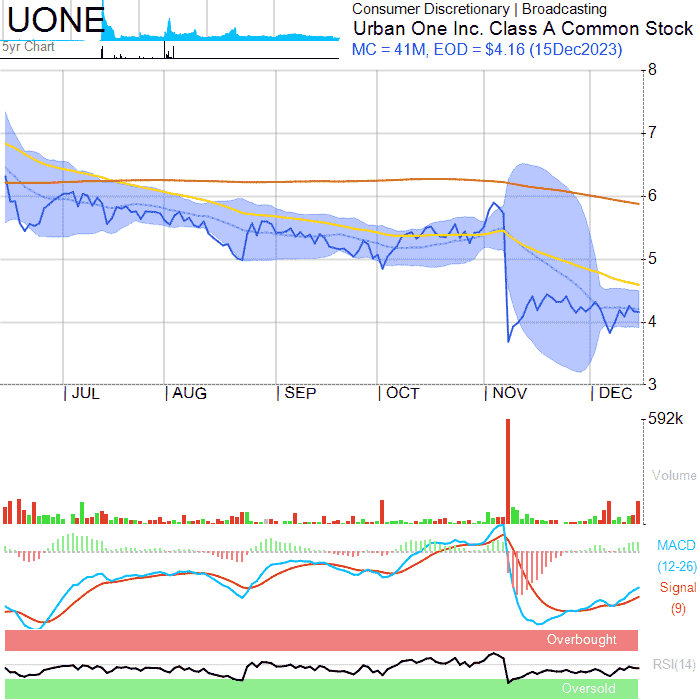 UONE
5yr Chart
Consumer Discretionary | Broadcasting
Urban One Inc. Class A Common Stock
MC = 41M, EOD = $4.16 (15Dec2023)
8
7
6
5
4
3
JUL AUG SEP OCT NOV DEC
592k
Volume
MACD
(12-26)
Signal
(9)
Overbought
RSI(14)
Oversold